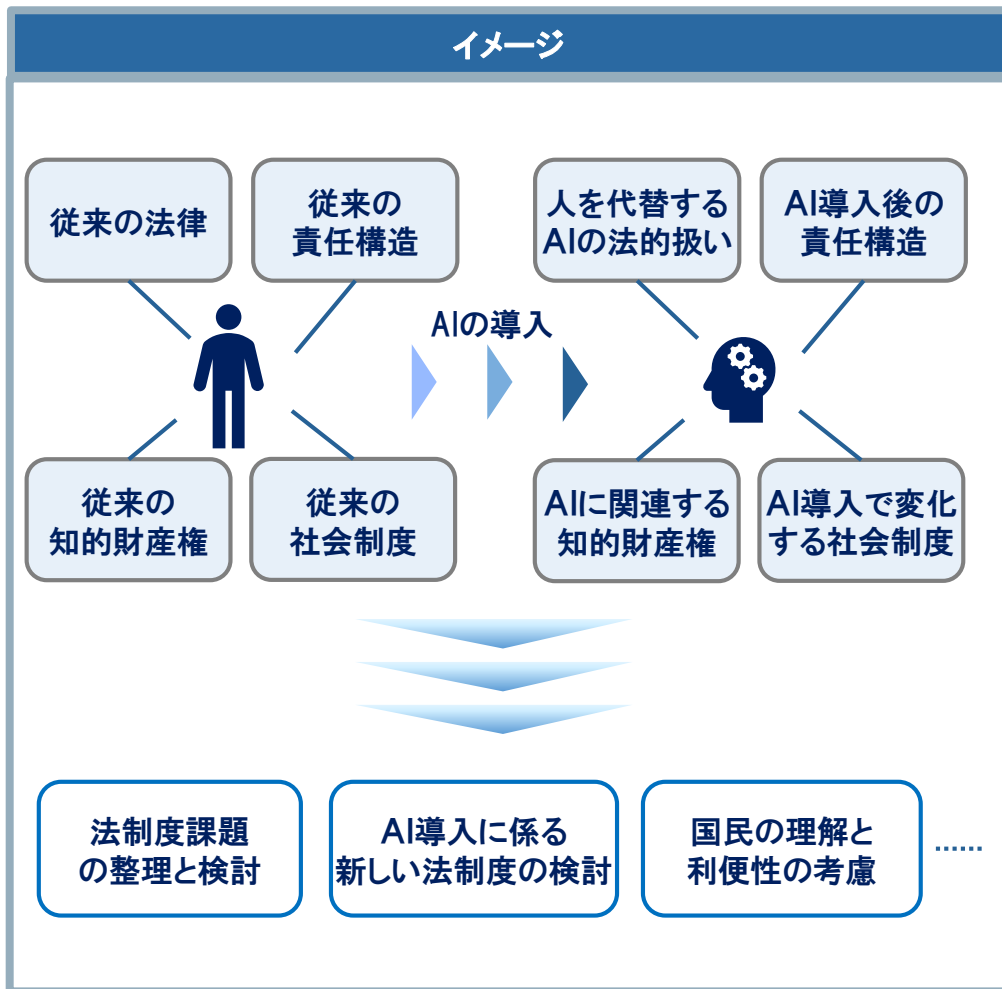 イメージ
従来の法律
従来の
責任構造
人を代替する
AIの法的扱い
AI導入後の
責任構造
AIの導入
従来の
知的財産権
従来の
社会制度
AIに関連する
知的財産権
AI導入で変化
する社会制度
法制度課題
の整理と検討
AI導入に係る
新しい法制度の検討
国民の理解と
利便性の考慮
......